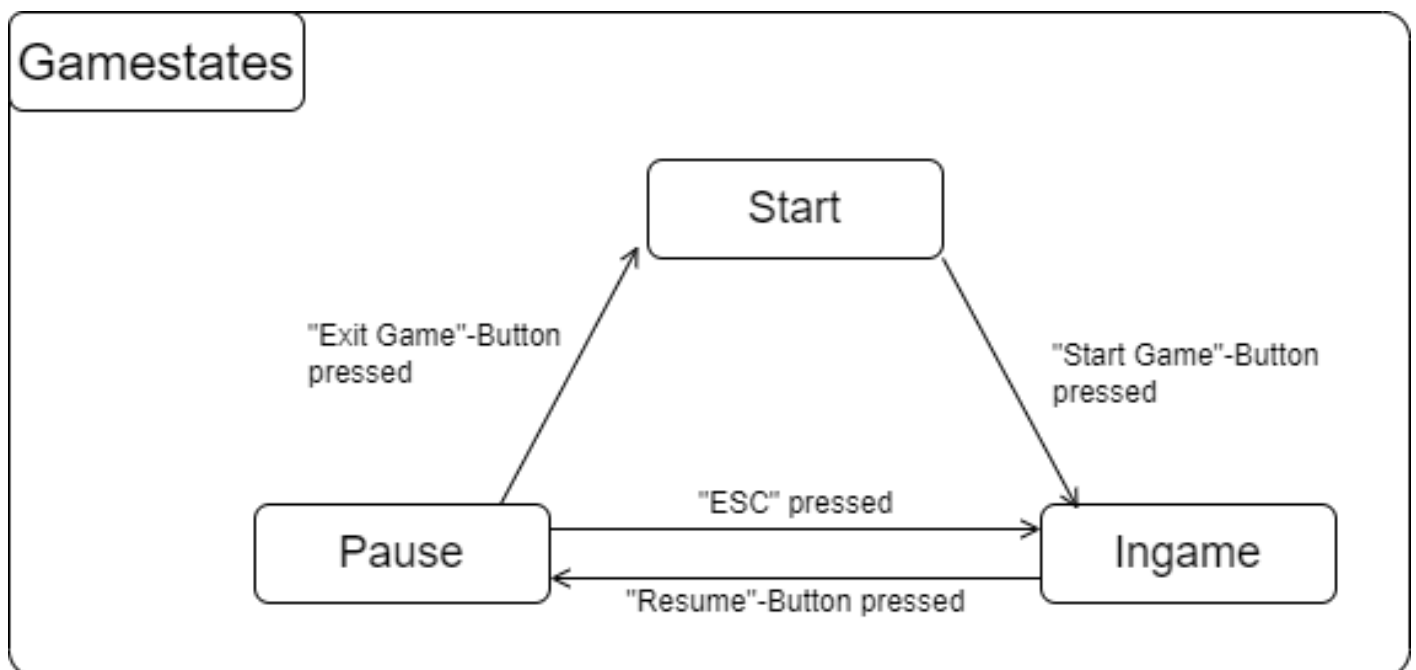 Gamestates
Start
"Exit Game"-Button
pressed
"Start Game"-Button
pressed
"ESC" pressed
Pause
Ingame
"Resume"-Button pressed